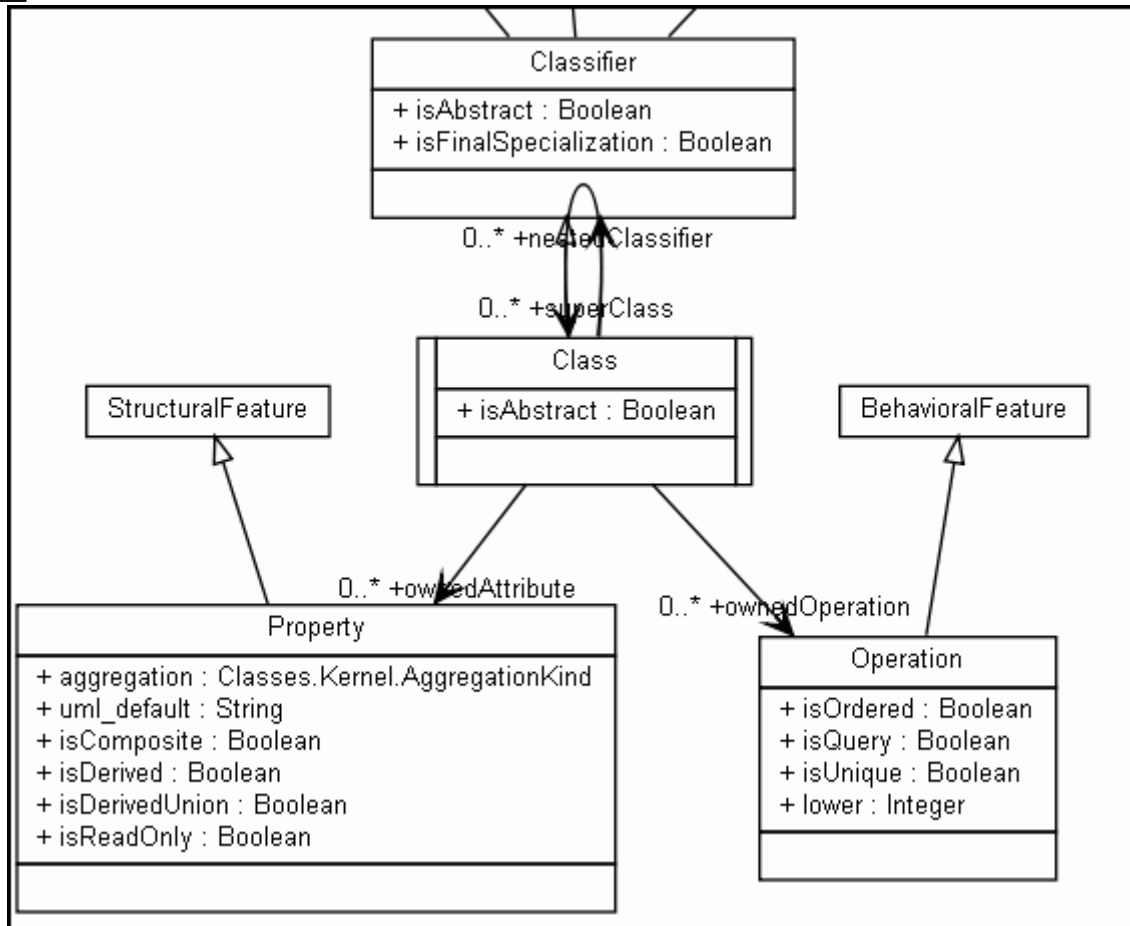 Classifier
+ isAbstract : Boolean
+ isFinalSpecialization : Boolean
0..* +nestedClassifier
0..* +superClass
Class
+ isAbstract : Boolean
StructuralFeature
BehavioralFeature
0..* +ownedAttribute
0..* +ownedOperation
Property
+ aggregation : Classes.Kernel.AggregationKind
+ uml_default : String
+ isComposite : Boolean
+ isDerived : Boolean
+ isDerivedUnion : Boolean
+ isReadOnly : Boolean
Operation
+ isOrdered : Boolean
+ isQuery : Boolean
+ isUnique : Boolean
+ lower : Integer